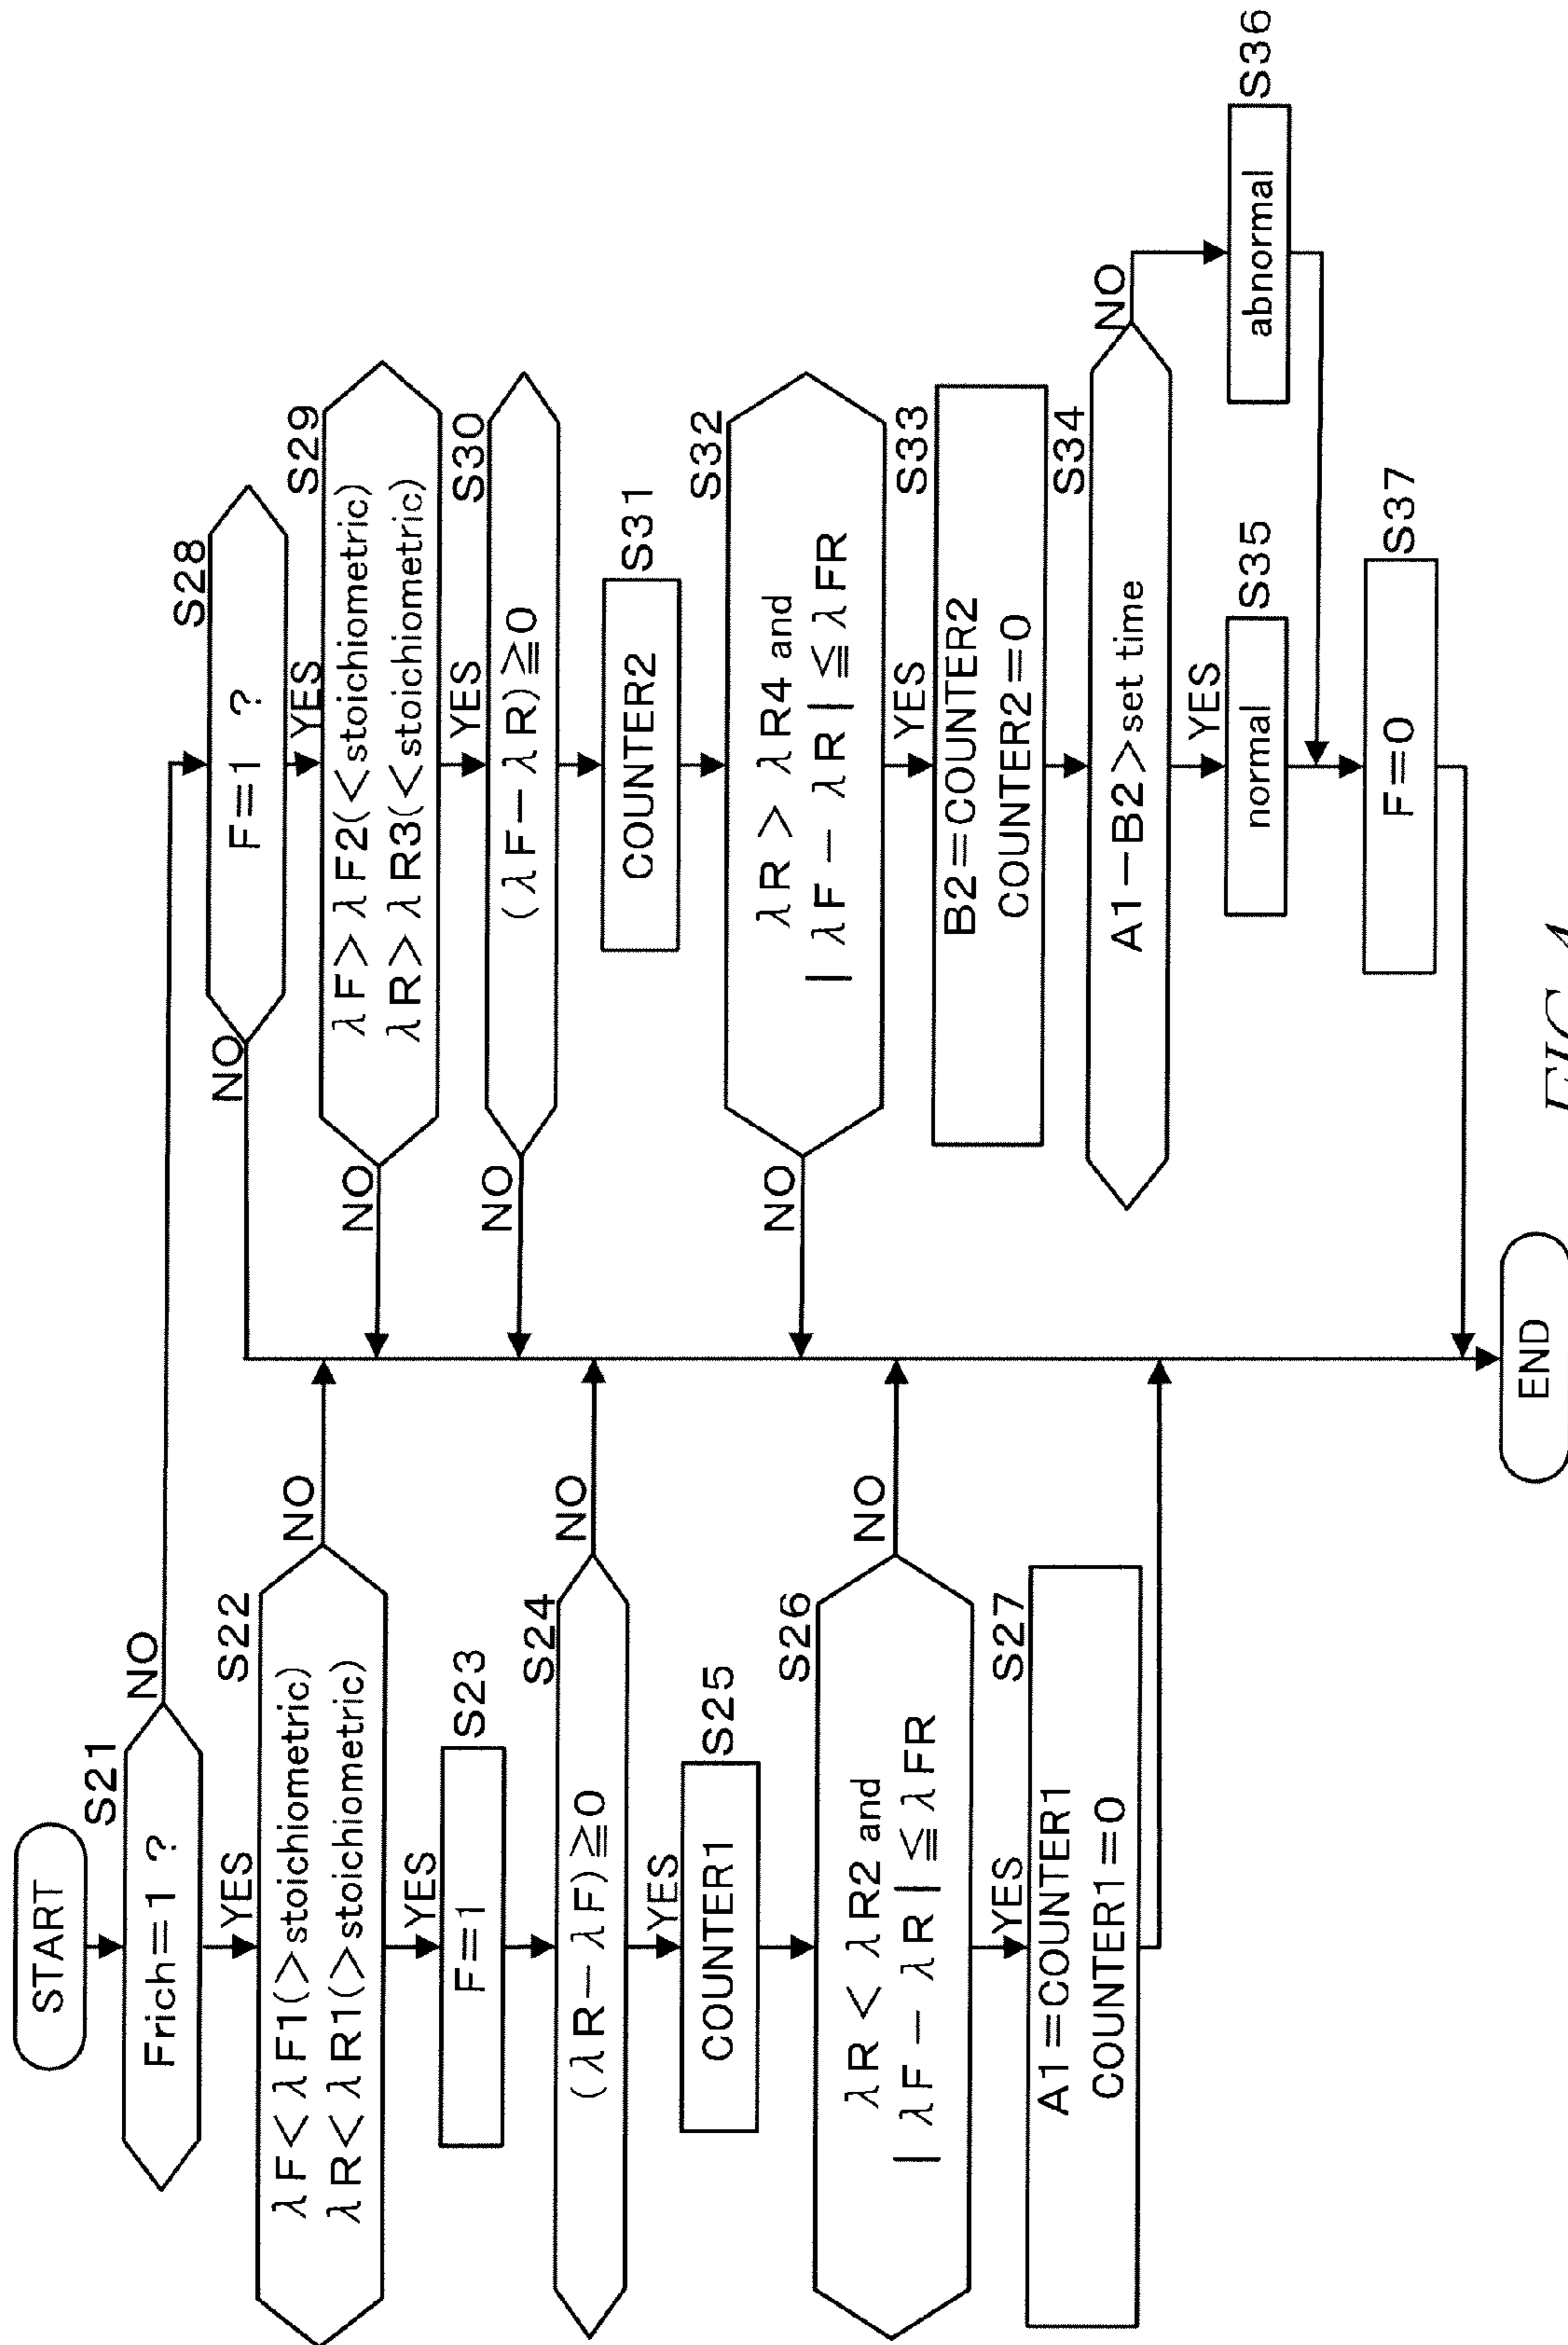 START
S21
Frich=1 ?
NO
YES
S22
λF<λF1(>stoichiometric)
λR<λR1(>stoichiometric)
NO
YES
S23
F=1
S24
(λR−λF)≧0
NO
YES
S25
COUNTER1
S26
λR<λR2 and
|λF−λR|≦λFR
NO
YES
S27
A1=COUNTER1
COUNTER1=0
S28
F=1 ?
NO
YES
S29
λF>λF2(<stoichiometric)
λR>λR3(<stoichiometric)
NO
YES
S30
(λF−λR)≧0
NO
COUNTER2
S31
S32
λR>λR4 and
|λF−λR|≦λFR
NO
YES
S33
B2=COUNTER2
COUNTER2=0
S34
A1−B2>set time
NO
YES
normal
S35
abnormal
S36
F=0
S37
END
FIG. 4